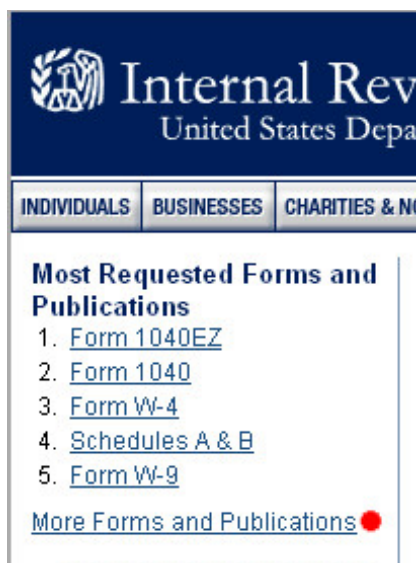 Internal Rev
United States Depa
INDIVIDUALS BUSINESSES CHARITIES & NO
Most Requested Forms and
Publications
1. Form 1040EZ
2. Form 1040
3. Form W-4
4. Schedules A & B
5. Form W-9
More Forms and Publications